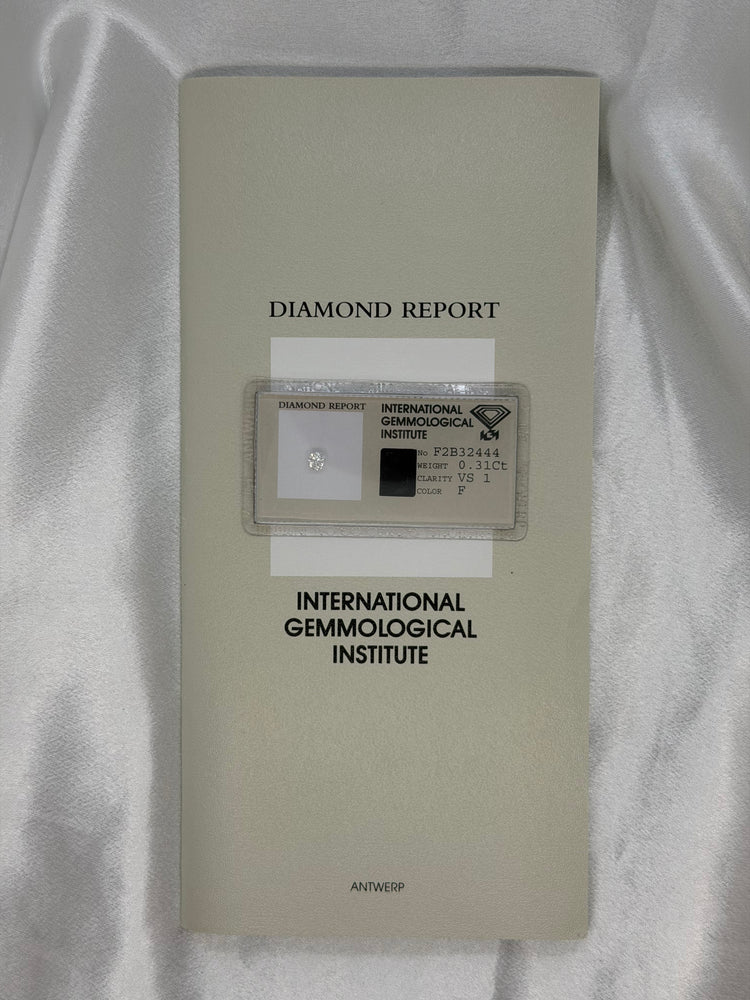 DIAMOND REPORT
DIAMOND REPORT
INTERNATIONAL
GEMMOLOGICAL
INSTITUTE
No F2B32444
WEIGHT 0.31Ct
CLARITY VS 1
COLOR F
INTERNATIONAL
GEMMOLOGICAL
INSTITUTE
ANTWERP